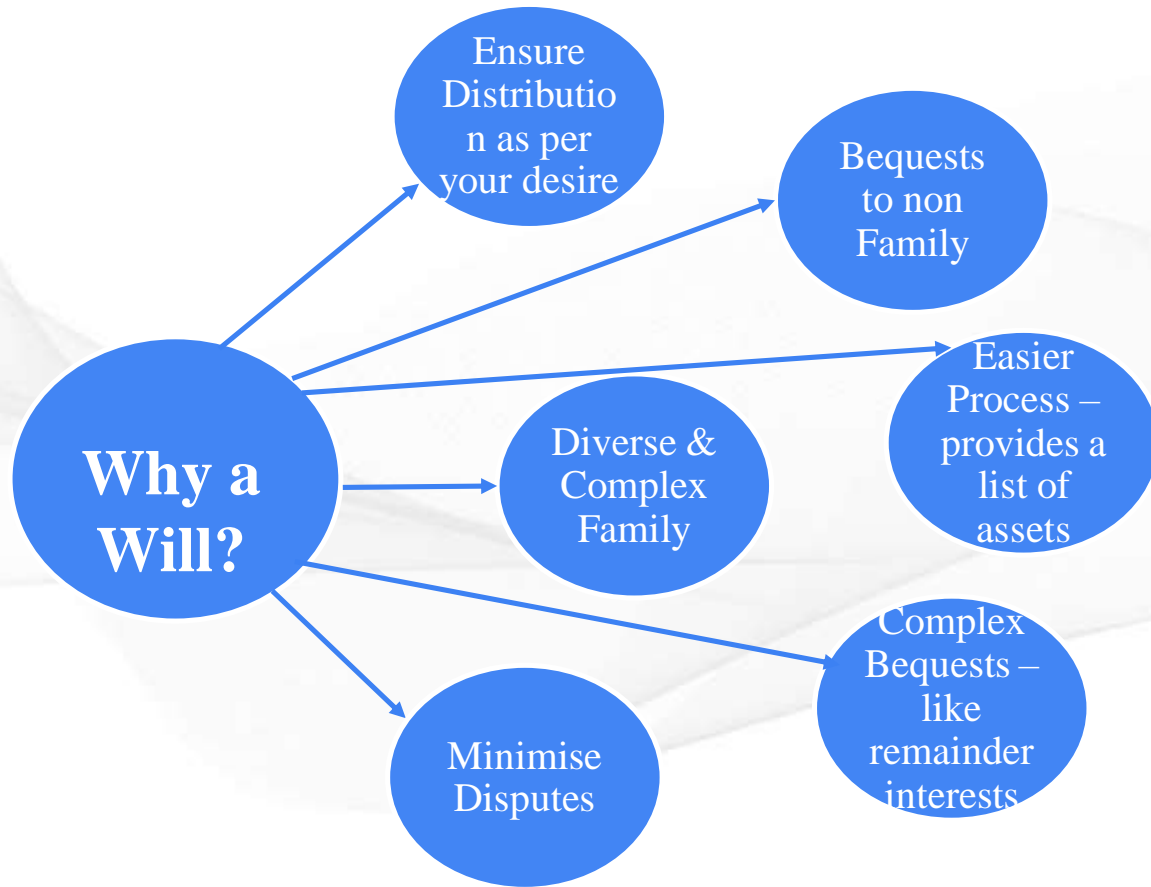 Ensure
Distributio
n as per
your desire
Bequests
to non
Family
Easier
Process –
provides a
list of
assets
Why a
Will?
Diverse &
Complex
Family
Complex
Bequests –
like
remainder
interests
Minimise
Disputes